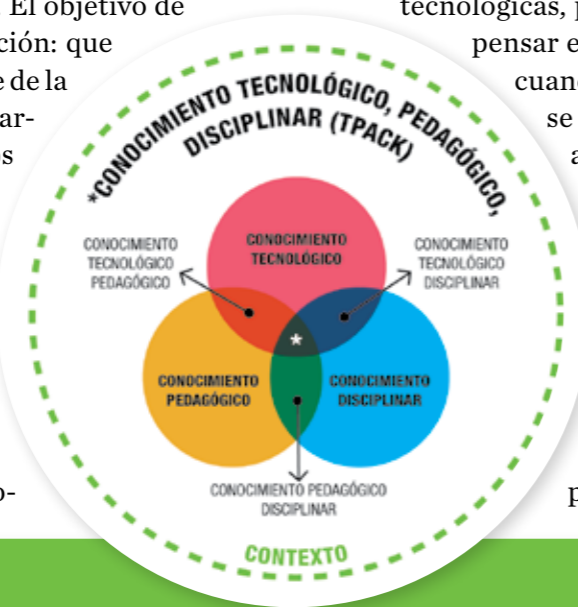 El objetivo de
ción: que
e de la
ar-
os
o-
tecnológicas, p
pensar e
cuand
se
a
p
*CONOCIMIENTO TECNOLÓGICO, PEDAGÓGICO,
DISCIPLINAR (TPACK)
CONOCIMIENTO
TECNOLÓGICO
PEDAGÓGICO
CONOCIMIENTO
TECNOLÓGICO
CONOCIMIENTO
TECNOLÓGICO
DISCIPLINAR
*
CONOCIMIENTO
PEDAGÓGICO
CONOCIMIENTO
DISCIPLINAR
CONOCIMIENTO PEDAGÓGICO
DISCIPLINAR
CONTEXTO